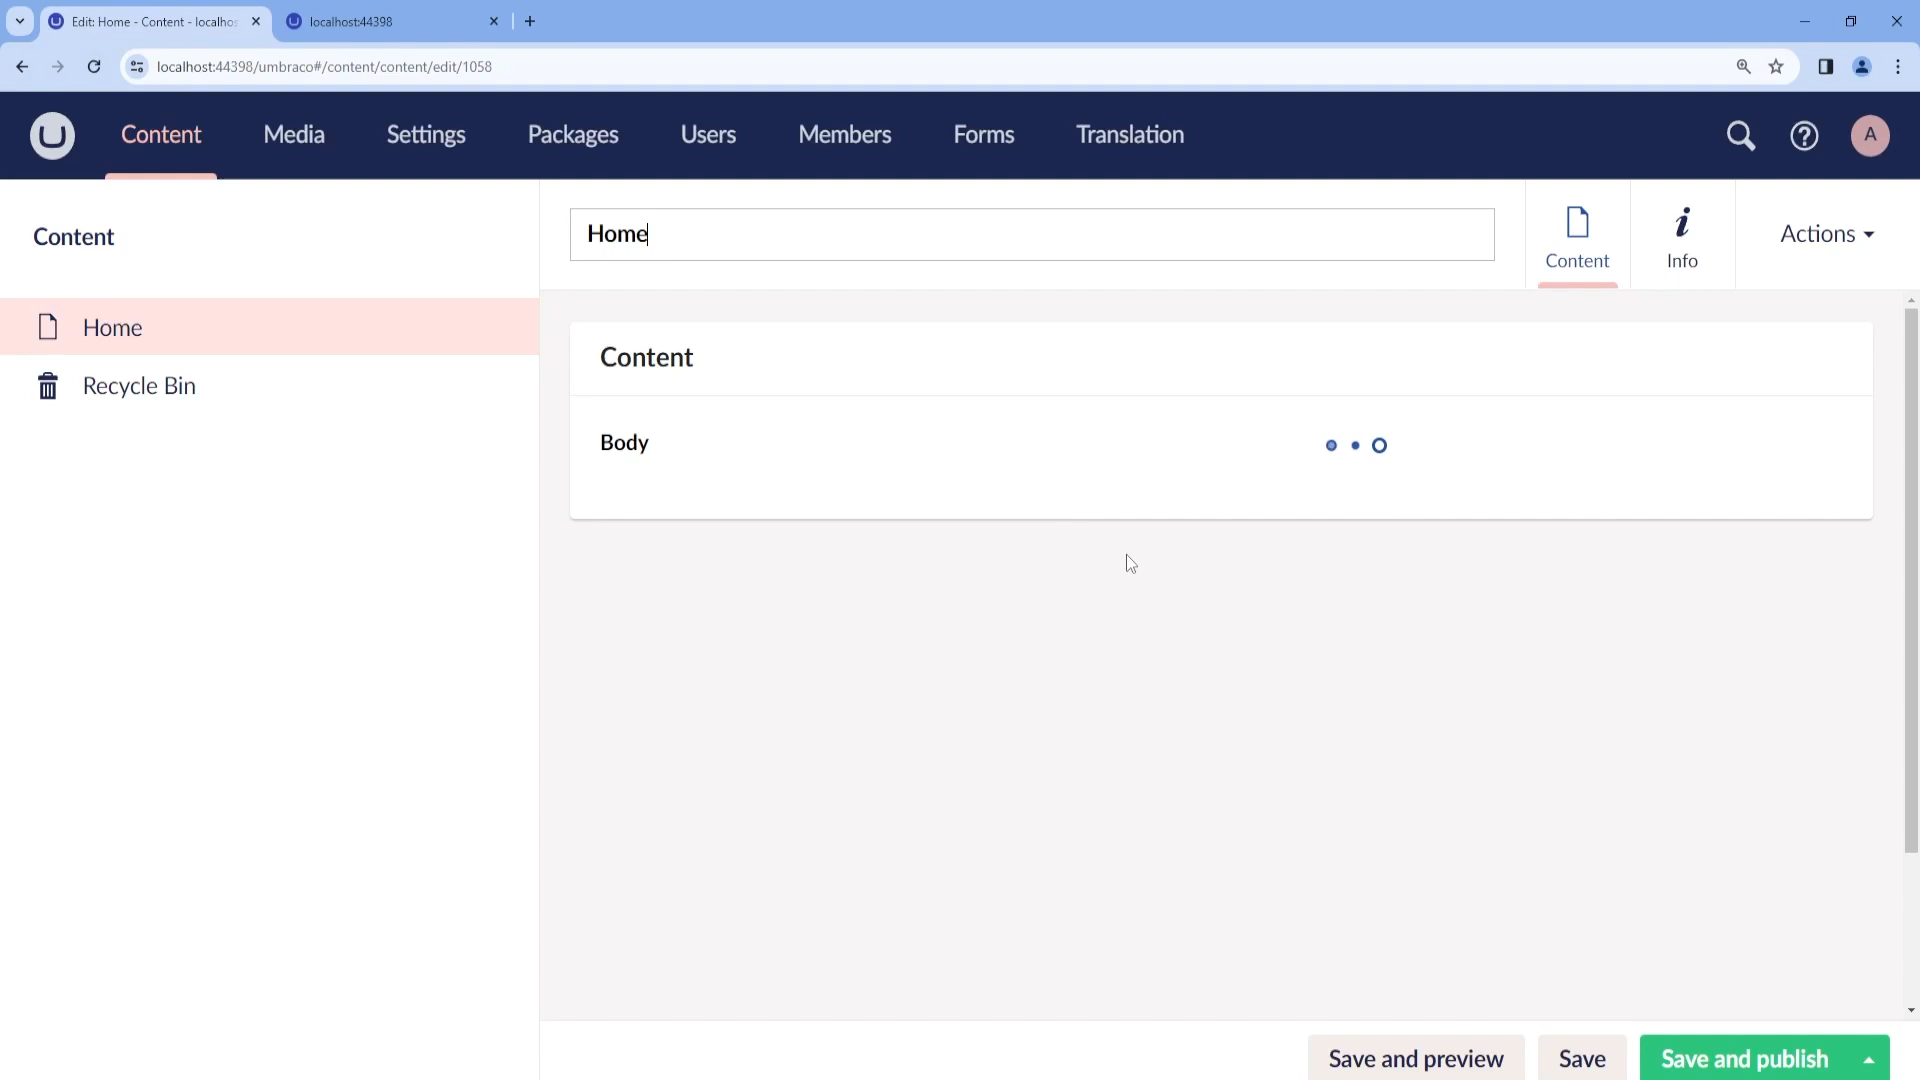 Edit: Home - Content - localhos
localhost:44398
localhost:44398/umbraco#/content/content/edit/1058
Content
Media
Settings
Packages
Users
Members
Forms
Translation
A
Content
Home
Recycle Bin
Home
Content
Info
Actions
Content
Body
Save and preview
Save
Save and publish